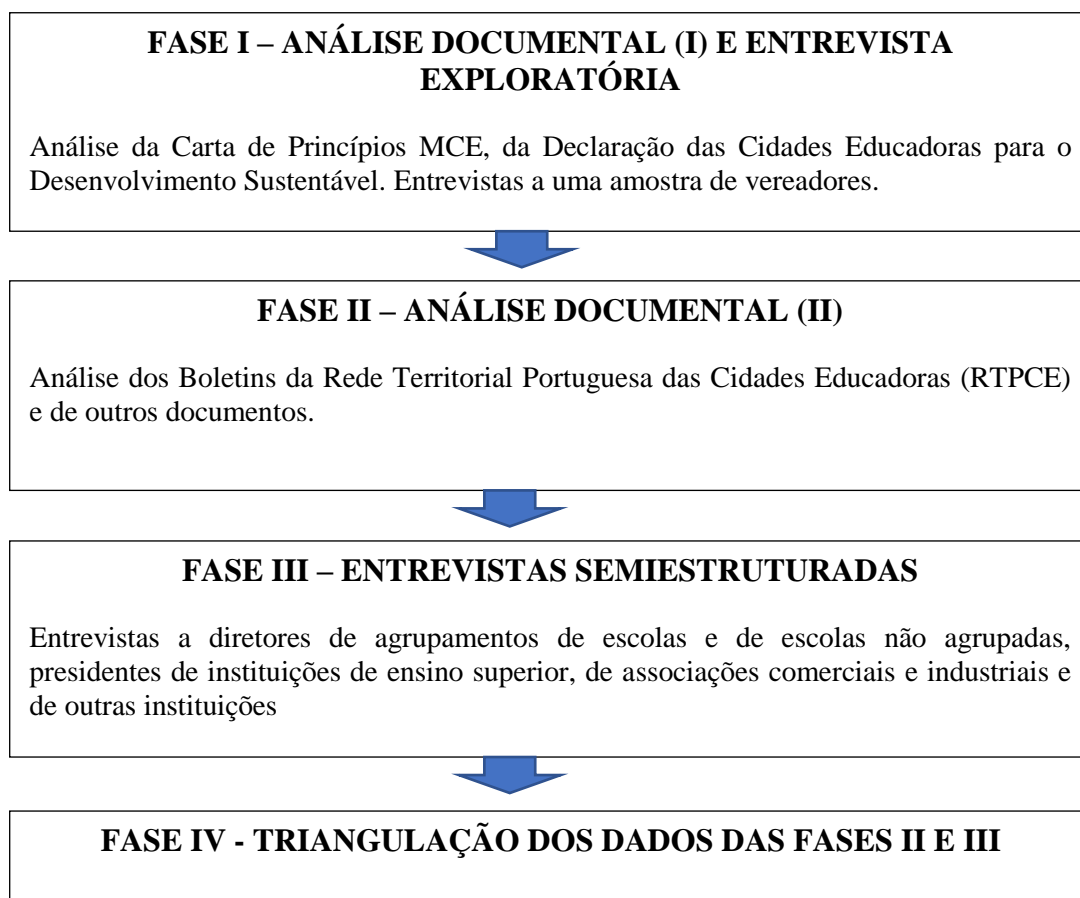 FASE I – ANÁLISE DOCUMENTAL (I) E ENTREVISTA
EXPLORATÓRIA
Análise da Carta de Princípios MCE, da Declaração das Cidades Educadoras para o
Desenvolvimento Sustentável. Entrevistas a uma amostra de vereadores.
FASE II – ANÁLISE DOCUMENTAL (II)
Análise dos Boletins da Rede Territorial Portuguesa das Cidades Educadoras (RTPCE)
e de outros documentos.
FASE III – ENTREVISTAS SEMIESTRUTURADAS
Entrevistas a diretores de agrupamentos de escolas e de escolas não agrupadas,
presidentes de instituições de ensino superior, de associações comerciais e industriais e
de outras instituições
FASE IV - TRIANGULAÇÃO DOS DADOS DAS FASES II E III